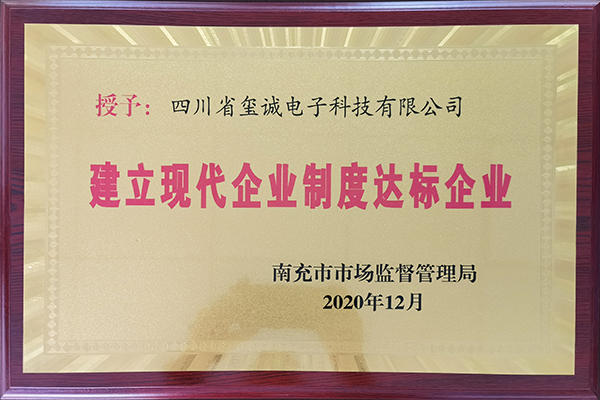 授予：四川省玺诚电子科技有限公司
建立现代企业制度达标企业
南充市市场监督管理局
2020年12月